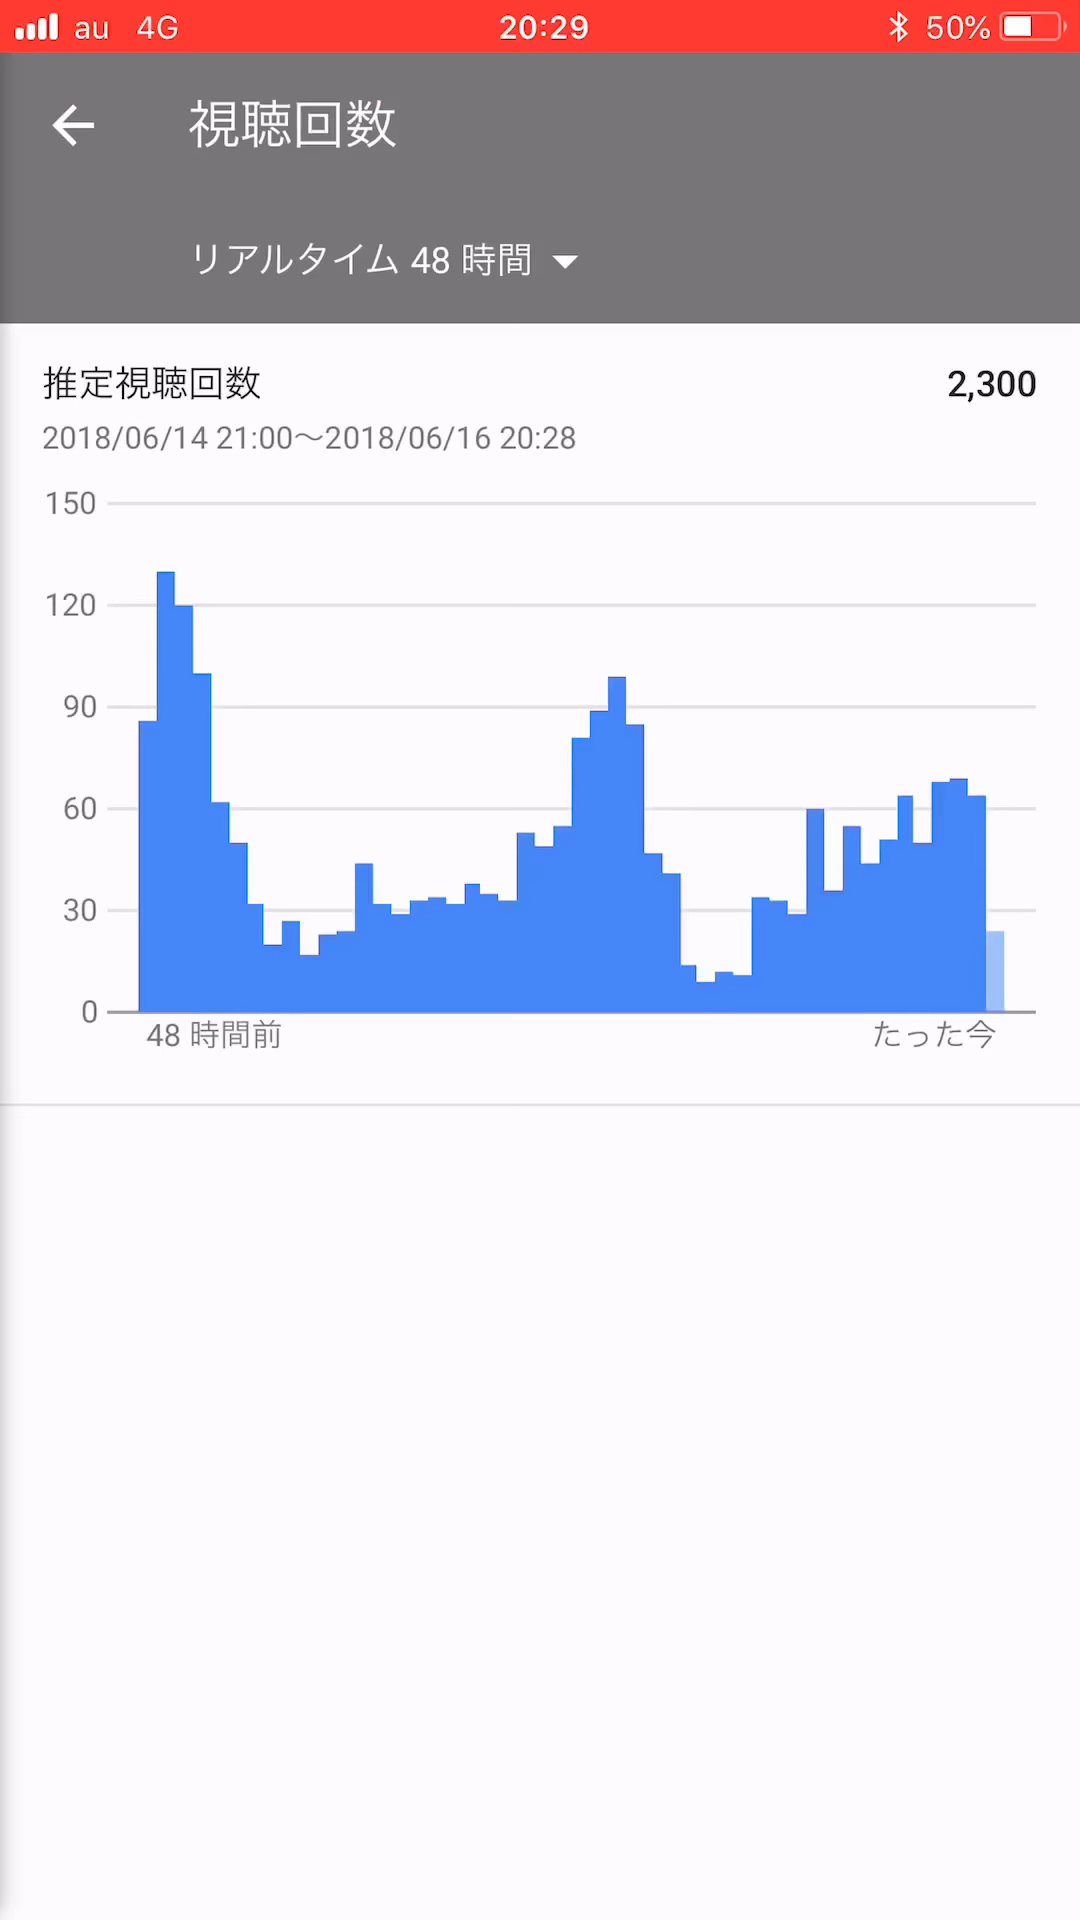 au 4G 20:29 50%
視聴回数
リアルタイム 48 時間
推定視聴回数 2,300
2018/06/14 21:00〜2018/06/16 20:28
150
120
90
60
30
0
48 時間前 たった今